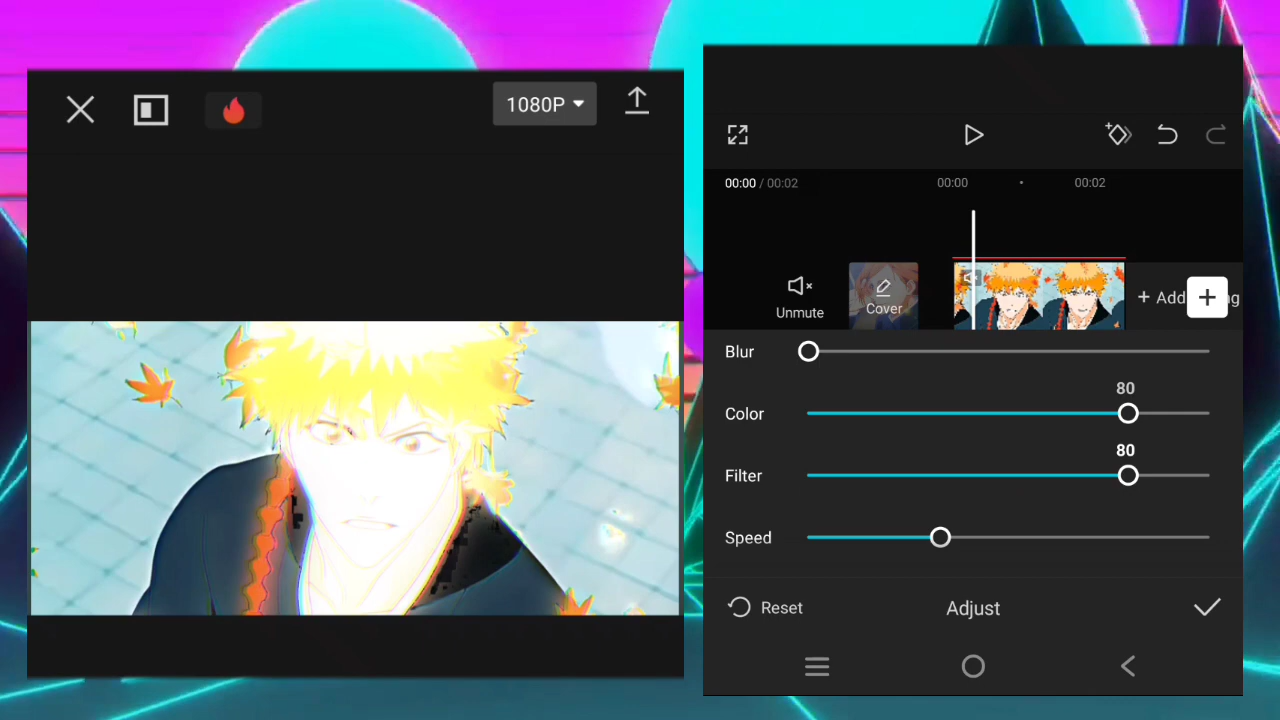 1080P
00:00 / 00:02
00:00
00:02
Unmute
Cover
+ Add
Blur
80
Color
80
Filter
Speed
Reset
Adjust